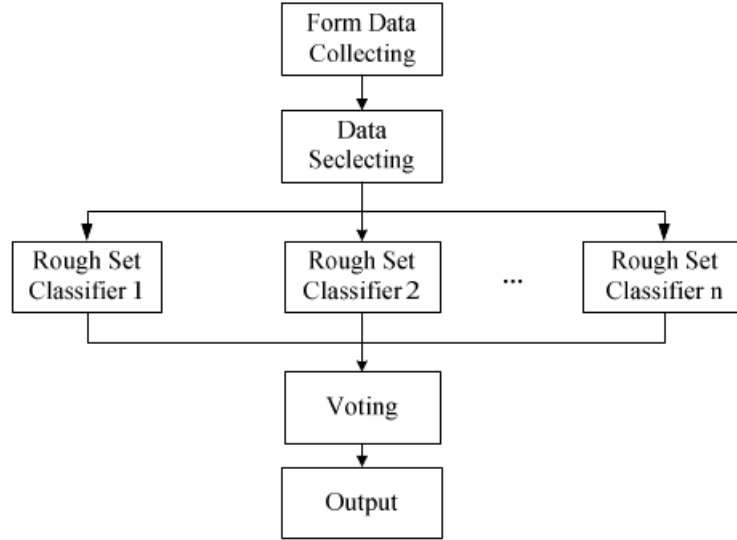 Form Data
Collecting
Data
Seclecting
Rough Set
Classifier 1
Rough Set
Classifier 2
...
Rough Set
Classifier n
Voting
Output